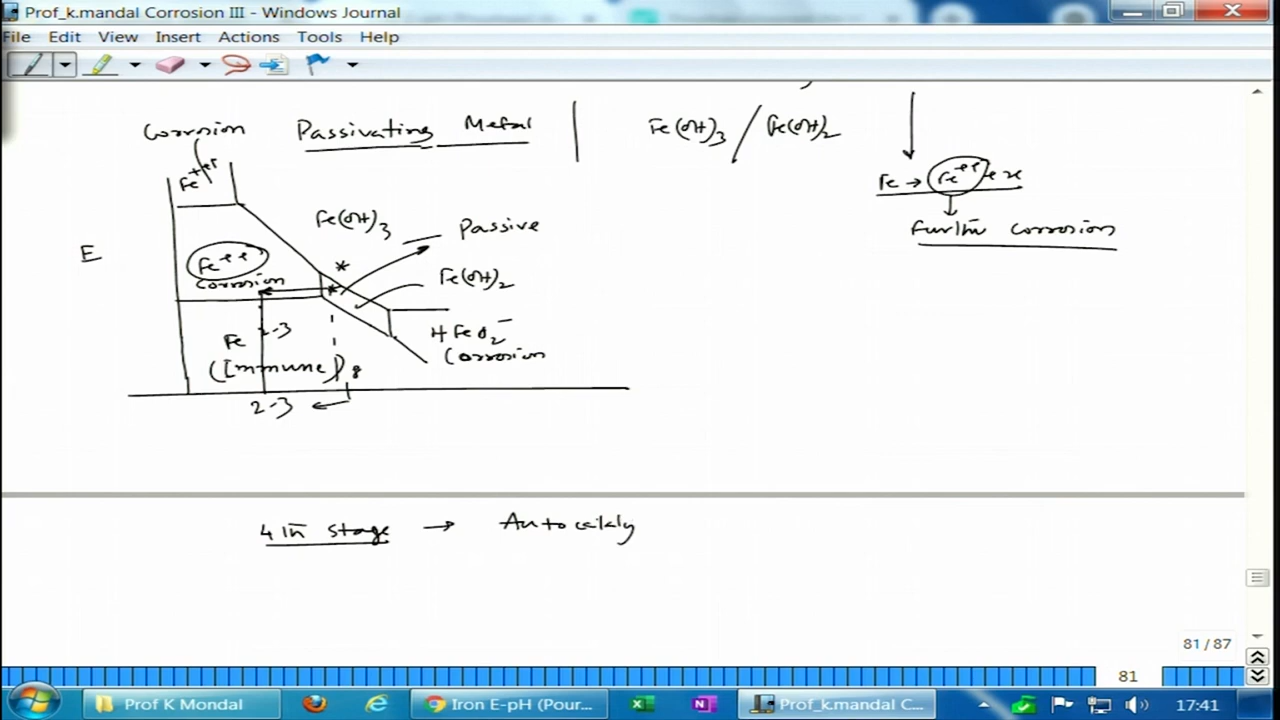 Prof_k.mandal Corrosion III - Windows Journal
File Edit View Insert Actions Tools Help
Corrosion Passivating Metal
Fe(OH)3 / Fe(OH)2
Fe+++
Fe → Fe++ + 2e
Further Corrosion
Fe(OH)3
Passive
E
Fe++
Corrosion
Fe(OH)2
Fe
2-3
HFeO2-
Corrosion
(Immune)
8
2-3
4th stage →
81 / 87
81
Prof K Mondal
Iron E-pH (Pour...
Prof_k.mandal C...
17:41